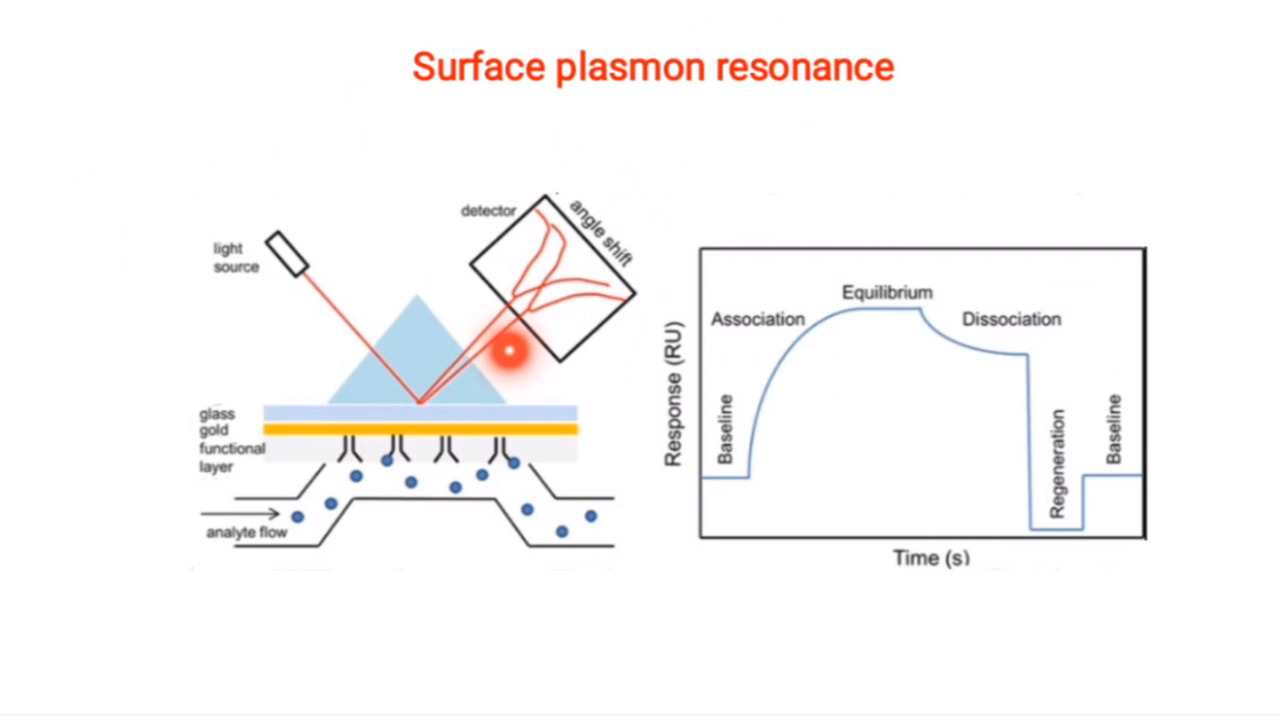 Surface plasmon resonance
detector
angle shift
light
source
glass
gold
functional
layer
analyte flow
Response (RU)
Baseline
Association
Equilibrium
Dissociation
Regeneration
Baseline
Time (s)